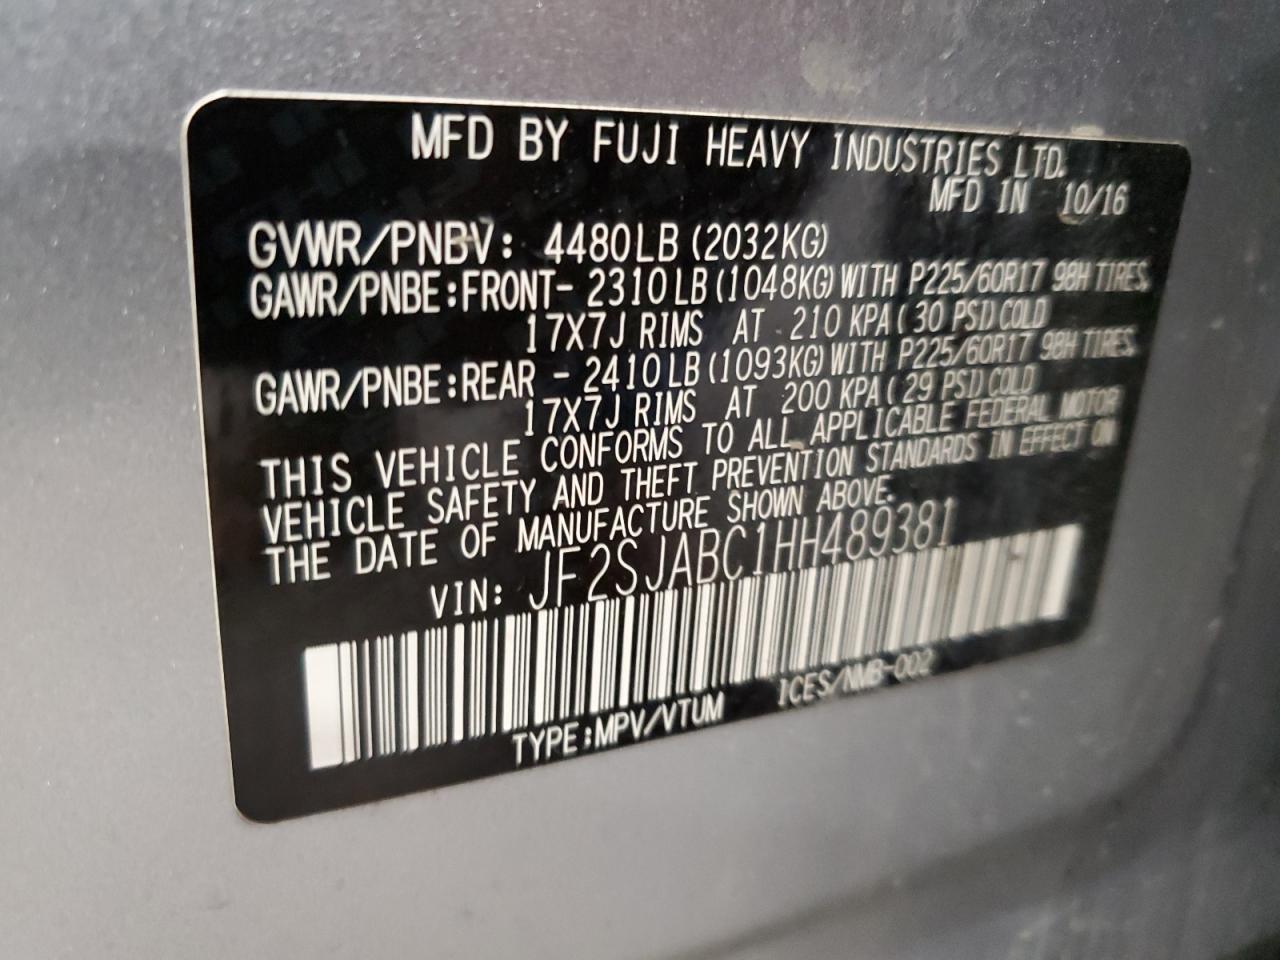 MFD BY FUJI HEAVY INDUSTRIES LTD.
MFD IN 10/16
GVWR/PNBV: 4480LB (2032KG)
GAWR/PNBE:FRONT- 2310LB (1048KG) WITH P225/60R17 98H TIRES,
17X7J RIMS AT 210 KPA( 30 PSI) COLD
GAWR/PNBE:REAR - 2410LB (1093KG) WITH P225/60R17 98H TIRES,
17X7J RIMS AT 200 KPA( 29 PSI) COLD
THIS VEHICLE CONFORMS TO ALL APPLICABLE FEDERAL MOTOR
VEHICLE SAFETY AND THEFT PREVENTION STANDARDS IN EFFECT ON
THE DATE OF MANUFACTURE SHOWN ABOVE.
VIN: JF2SJABC1HH489381
TYPE:MPV/VTUM ICES/NMB-002